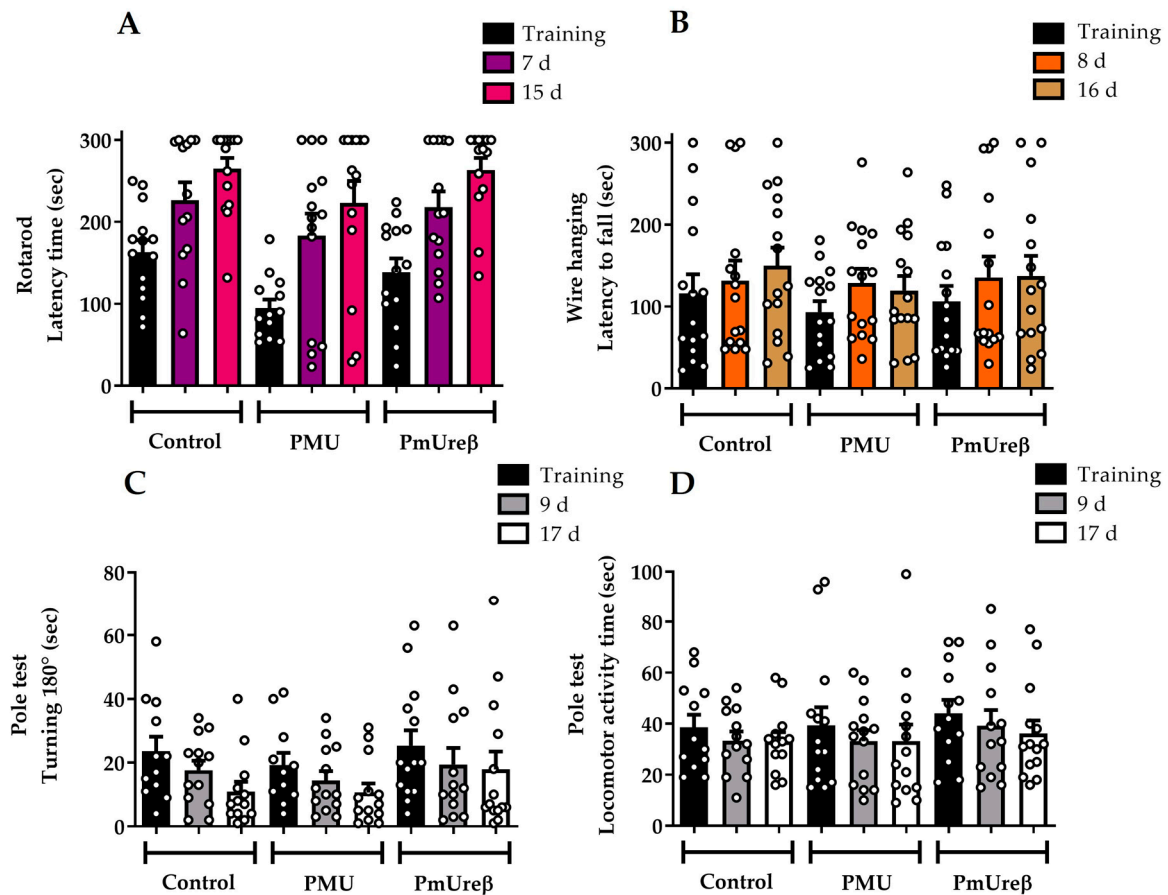 A
Training
7 d
15 d
Rotarod
Latency time (sec)
300
200
100
0
Control
PMU
PmUreβ
B
Training
8 d
16 d
Wire hanging
Latency to fall (sec)
300
200
100
0
Control
PMU
PmUreβ
C
Training
9 d
17 d
Pole test
Turning 180° (sec)
80
60
40
20
0
Control
PMU
PmUreβ
D
Training
9 d
17 d
Pole test
Locomotor activity time (sec)
100
80
60
40
20
0
Control
PMU
PmUreβ